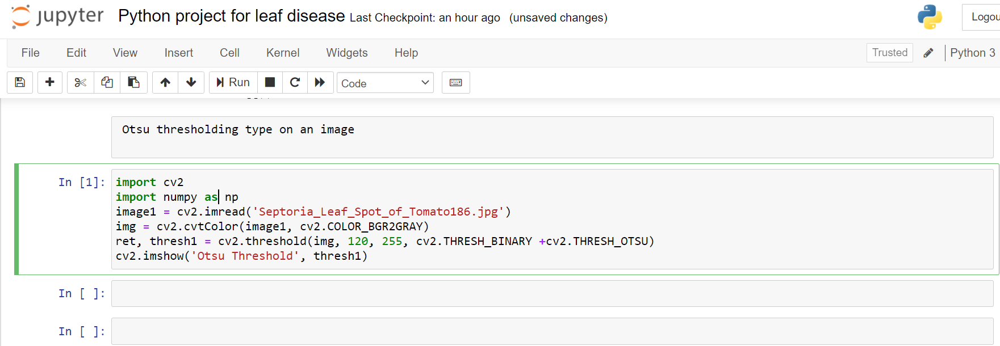 jupyter Python project for leaf disease Last Checkpoint: an hour ago (unsaved changes)
File Edit View Insert Cell Kernel Widgets Help Trusted Python 3
Run Code
Otsu thresholding type on an image
In [1]: import cv2
import numpy as np
image1 = cv2.imread('Septoria_Leaf_Spot_of_Tomato186.jpg')
img = cv2.cvtColor(image1, cv2.COLOR_BGR2GRAY)
ret, thresh1 = cv2.threshold(img, 120, 255, cv2.THRESH_BINARY +cv2.THRESH_OTSU)
cv2.imshow('Otsu Threshold', thresh1)
In [ ]:
In [ ]: